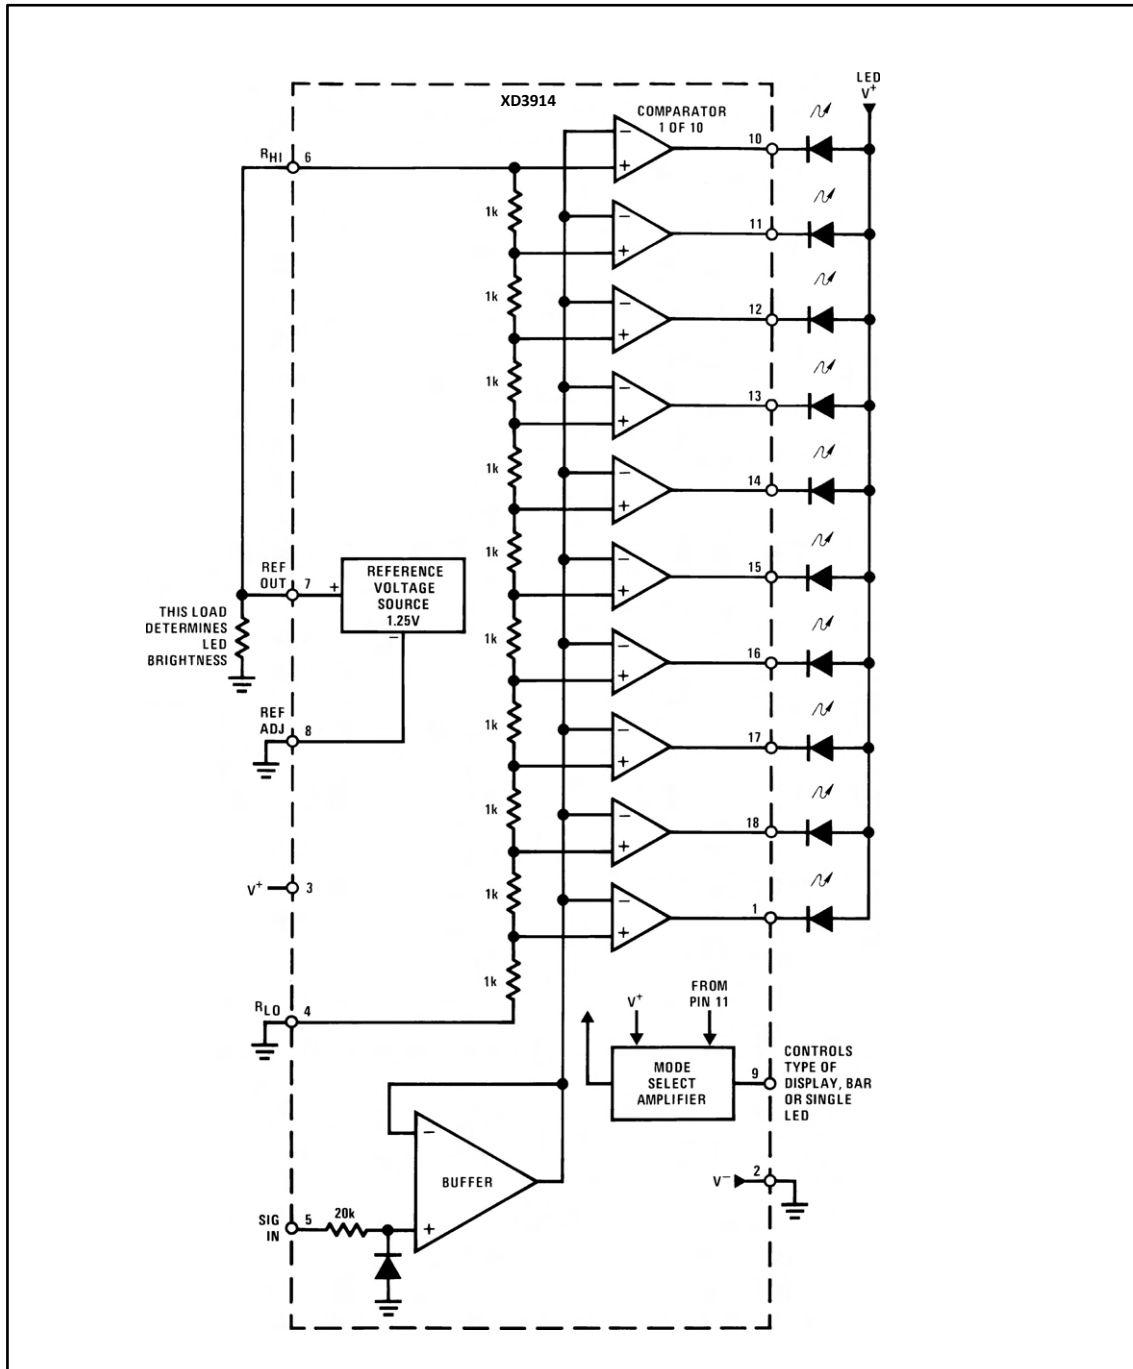 LED
V+
XD3914
COMPARATOR
1 OF 10
−
+
10
RHI
6
1k
−
+
11
1k
−
+
12
1k
−
+
13
1k
−
+
14
1k
−
+
15
REF
OUT
7
+
REFERENCE
VOLTAGE
SOURCE
1.25V
−
THIS LOAD
DETERMINES
LED
BRIGHTNESS
1k
−
+
16
REF
ADJ
8
1k
−
+
17
1k
−
+
18
V+
3
1k
−
+
1
1k
RLO
4
V+
FROM
PIN 11
MODE
SELECT
AMPLIFIER
9
CONTROLS
TYPE OF
DISPLAY, BAR
OR SINGLE
LED
−
BUFFER
+
V−
2
SIG
IN
5
20k